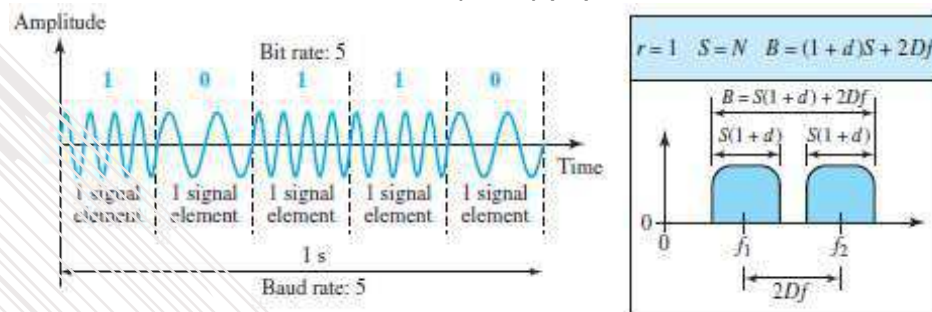 Amplitude
Bit rate: 5
1 0 1 1 0
Time
1 signal element 1 signal element 1 signal element 1 signal element 1 signal element
1 s
Baud rate: 5
r = 1 S = N B = (1 + d)S + 2Df
B = S(1 + d) + 2Df
S(1 + d) S(1 + d)
0
0 f1 f2
2Df